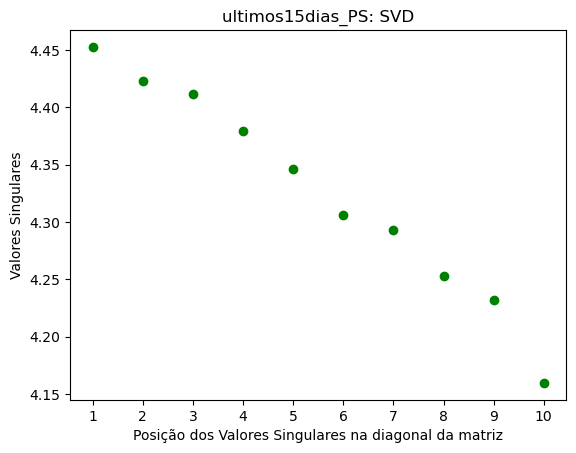 ultimos15dias_PS: SVD
Valores Singulares
4.45
4.40
4.35
4.30
4.25
4.20
4.15
1 2 3 4 5 6 7 8 9 10
Posição dos Valores Singulares na diagonal da matriz